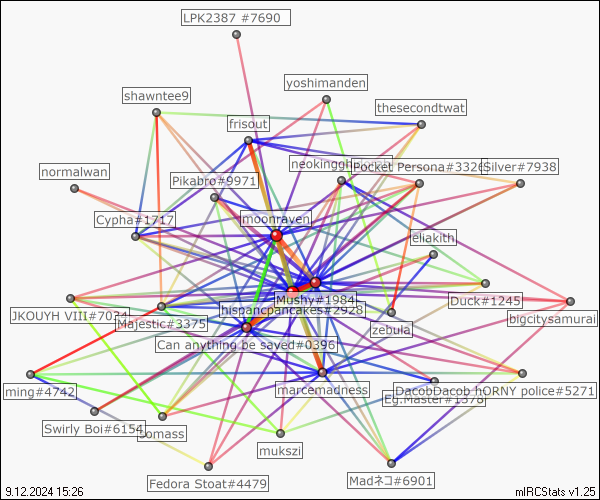 LPK2387 #7690
yoshimanden
shawntee9
thesecondtwat
frisout
Pocket Persona#3326
Silver#7938
normalwan
Pikabro#9971
Cypha#1717
moonraven
eliakith
Mushy#1984
hispancpancakes#2928
Duck#1245
JKOUYH VIII#7034
Majestic#3375
zebula
bigcitysamurai
Can anything be saved#0396
ming#4742
marcemadness
DacobDacob
hORNY police#5271
Eg.Master#1378
Swirly Boi#6154
somass
mukszi
Fedora Stoat#4479
Madネコ#6901
9.12.2024 15:26
mIRCStats v1.25